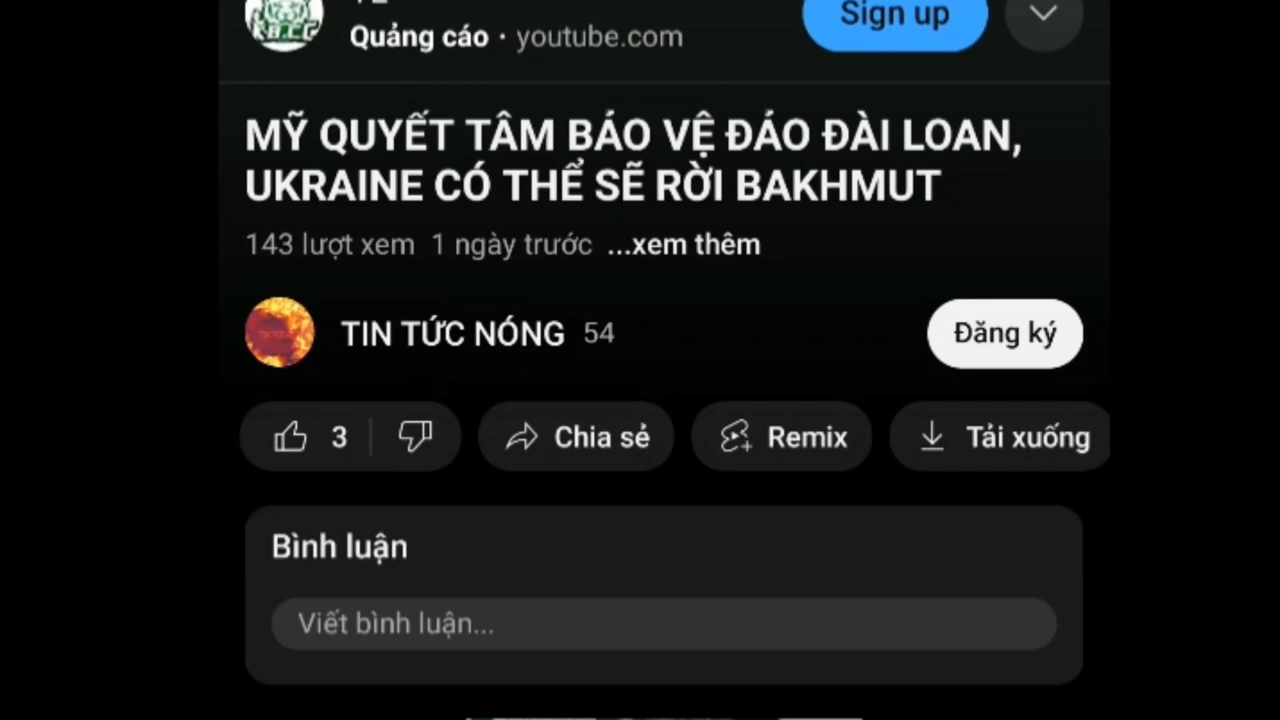 Sign up
Quảng cáo · youtube.com
MỸ QUYẾT TÂM BẢO VỆ ĐẢO ĐÀI LOAN,
UKRAINE CÓ THỂ SẼ RỜI BAKHMUT
143 lượt xem 1 ngày trước ...xem thêm
TIN TỨC NÓNG 54
Đăng ký
3 Chia sẻ Remix Tải xuống
Bình luận
Viết bình luận...